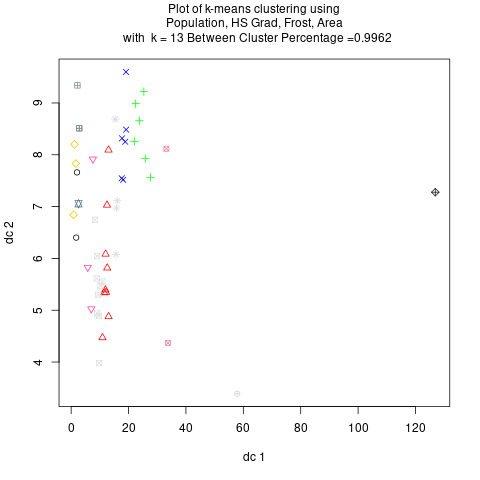 Plot of k-means clustering using
Population, HS Grad, Frost, Area
with k = 13 Between Cluster Percentage =0.9962
dc 2
9
8
7
6
5
4
0 20 40 60 80 100 120
dc 1